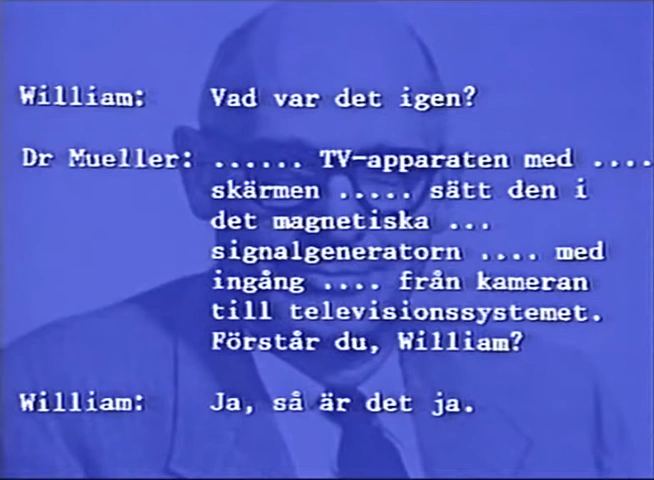 William: Vad var det igen?
Dr Mueller: ...... TV-apparaten med ....
skärmen ..... sätt den i
det magnetiska ...
signalgeneratorn .... med
ingång .... från kameran
till televisionssystemet.
Förstår du, William?
William: Ja, så är det ja.